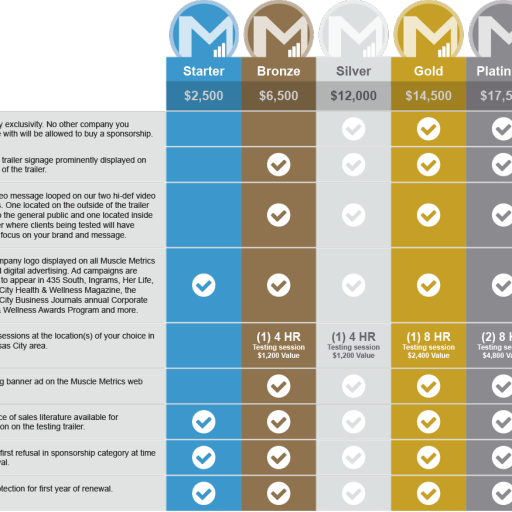 Starter Bronze Silver Gold Platin
$2,500 $6,500 $12,000 $14,500 $17,5
y exclusivity. No other company you
with will be allowed to buy a sponsorship.
trailer signage prominently displayed on
of the trailer.
eo message looped on our two hi-def video
s. One located on the outside of the trailer
o the general public and one located inside
er where clients being tested will have
focus on your brand and message.
mpany logo displayed on all Muscle Metrics
d digital advertising. Ad campaigns are
to appear in 435 South, Ingrams, Her Life,
City Health & Wellness Magazine, the
City Business Journals annual Corporate
& Wellness Awards Program and more.
sessions at the location(s) of your choice in
sas City area.
(1) 4 HR (1) 4 HR (1) 8 HR (2) 8 H
Testing session Testing session Testing session Testing se
$1,200 Value $1,200 Value $2,400 Value $4,800 V
g banner ad on the Muscle Metrics web
ce of sales literature available for
on on the testing trailer.
first refusal in sponsorship category at time
val.
tection for first year of renewal.